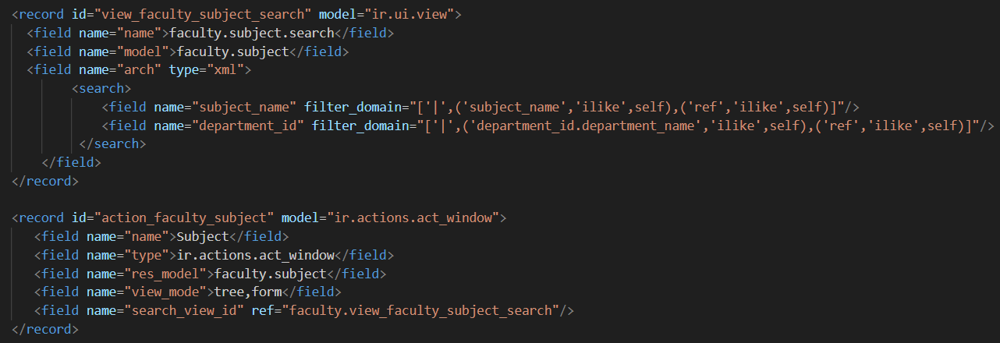 <record id="view_faculty_subject_search" model="ir.ui.view">
<field name="name">faculty.subject.search</field>
<field name="model">faculty.subject</field>
<field name="arch" type="xml">
<search>
<field name="subject_name" filter_domain="['|',('subject_name','ilike',self),('ref','ilike',self)]"/>
<field name="department_id" filter_domain="['|',('department_id.department_name','ilike',self),('ref','ilike',self)]"/>
</search>
</field>
</record>
<record id="action_faculty_subject" model="ir.actions.act_window">
<field name="name">Subject</field>
<field name="type">ir.actions.act_window</field>
<field name="res_model">faculty.subject</field>
<field name="view_mode">tree,form</field>
<field name="search_view_id" ref="faculty.view_faculty_subject_search"/>
</record>